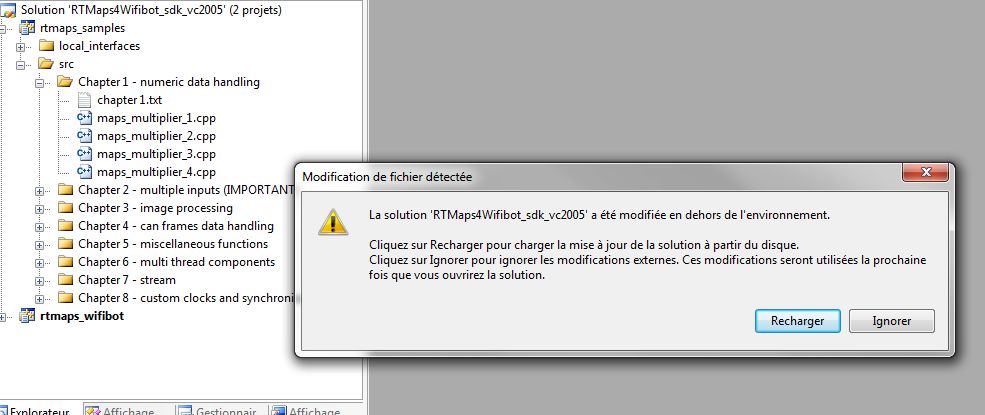 Solution 'RTMaps4Wifibot_sdk_vc2005' (2 projets)
rtmaps_samples
local_interfaces
src
Chapter 1 - numeric data handling
chapter1.txt
maps_multiplier_1.cpp
maps_multiplier_2.cpp
maps_multiplier_3.cpp
maps_multiplier_4.cpp
Chapter 2 - multiple inputs (IMPORTANT
Chapter 3 - image processing
Chapter 4 - can frames data handling
Chapter 5 - miscellaneous functions
Chapter 6 - multi thread components
Chapter 7 - stream
Chapter 8 - custom clocks and synchroni
rtmaps_wifibot
Modification de fichier détectée
La solution 'RTMaps4Wifibot_sdk_vc2005' a été modifiée en dehors de l'environnement.
Cliquez sur Recharger pour charger la mise à jour de la solution à partir du disque.
Cliquez sur Ignorer pour ignorer les modifications externes. Ces modifications seront utilisées la prochaine
fois que vous ouvrirez la solution.
Recharger
Ignorer
Explorateur
Affichage
Gestionnair
Affichage